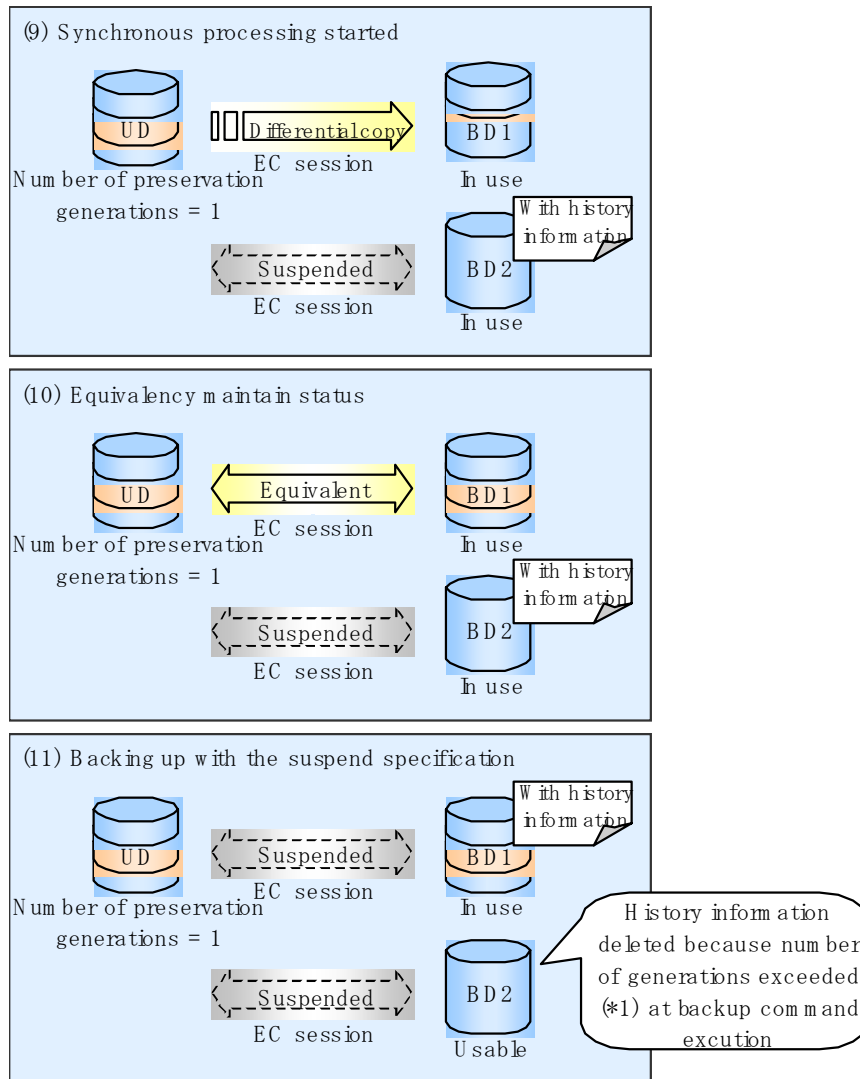 (9) Synchronous processing started
UD
Differential copy
BD1
EC session
Number of preservation
generations = 1
In use
With history
information
Suspended
BD2
EC session
In use
(10) Equivalency maintain status
UD
Equivalent
BD1
EC session
Number of preservation
generations = 1
In use
With history
information
Suspended
BD2
EC session
In use
(11) Backing up with the suspend specification
With history
information
UD
Suspended
BD1
EC session
Number of preservation
generations = 1
In use
History information
deleted because number
of generations exceeded
(*1) at backup command
excution
Suspended
BD2
EC session
Usable